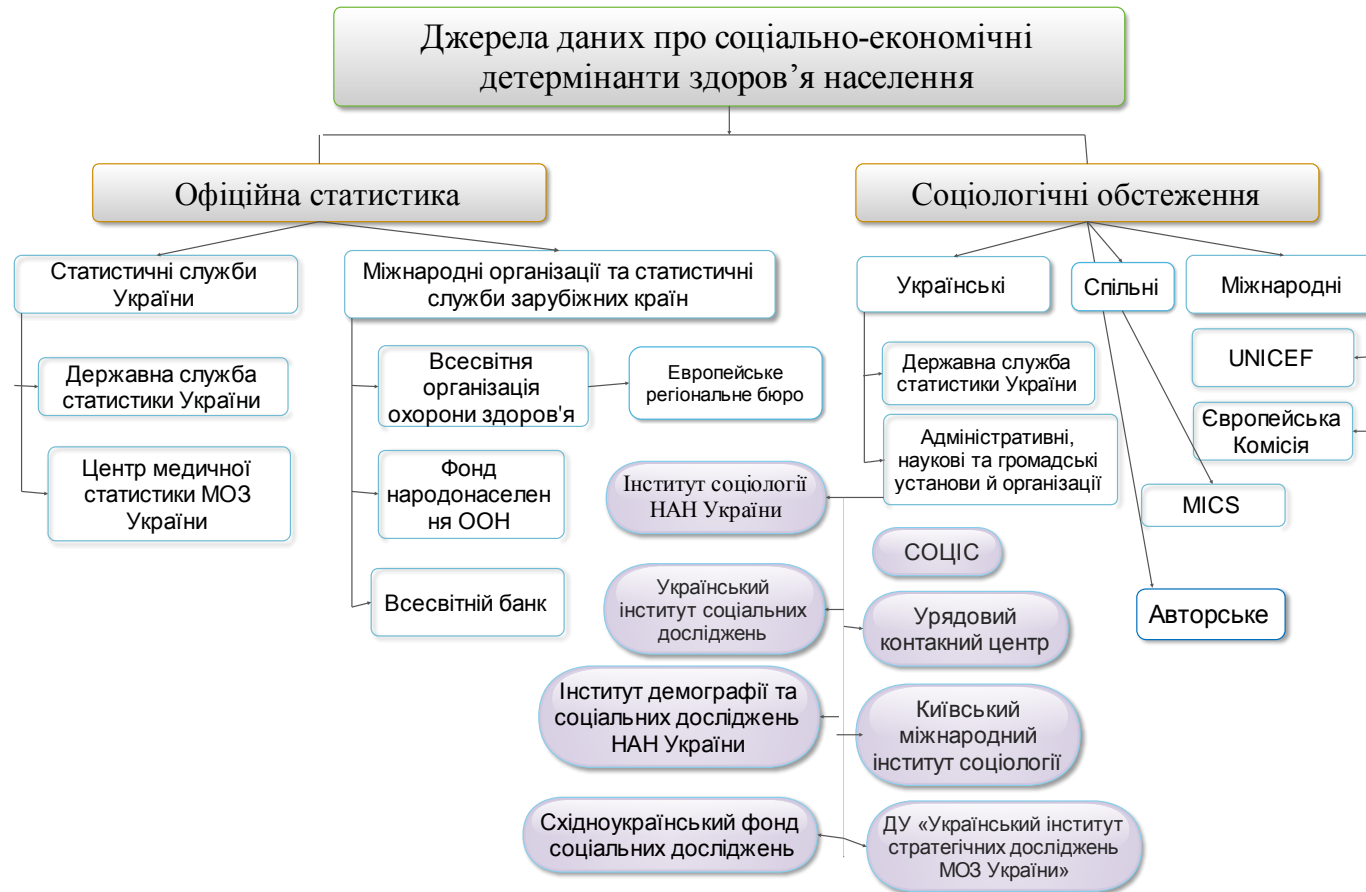 Джерела даних про соціально-економічні
детермінанти здоров’я населення
Офіційна статистика
Соціологічні обстеження
Статистичні служби
України
Міжнародні організації та статистичні
служби зарубіжних країн
Українські
Спільні
Міжнародні
Державна служба
статистики України
Центр медичної
статистики МОЗ
України
Всесвітня
організація
охорони здоров'я
Европейське
регіональне бюро
Фонд
народонаселен
ня ООН
Всесвітній банк
Державна служба
статистики України
Адміністративні,
наукові та громадські
установи й організації
UNICEF
Європейська
Комісія
MICS
Авторське
Інститут соціології
НАН України
СОЦІС
Український
інститут соціальних
досліджень
Урядовий
контакний центр
Інститут демографії та
соціальних досліджень
НАН України
Київський
міжнародний
інститут соціології
Східноукраїнський фонд
соціальних досліджень
ДУ «Український інститут
стратегічних досліджень
МОЗ України»